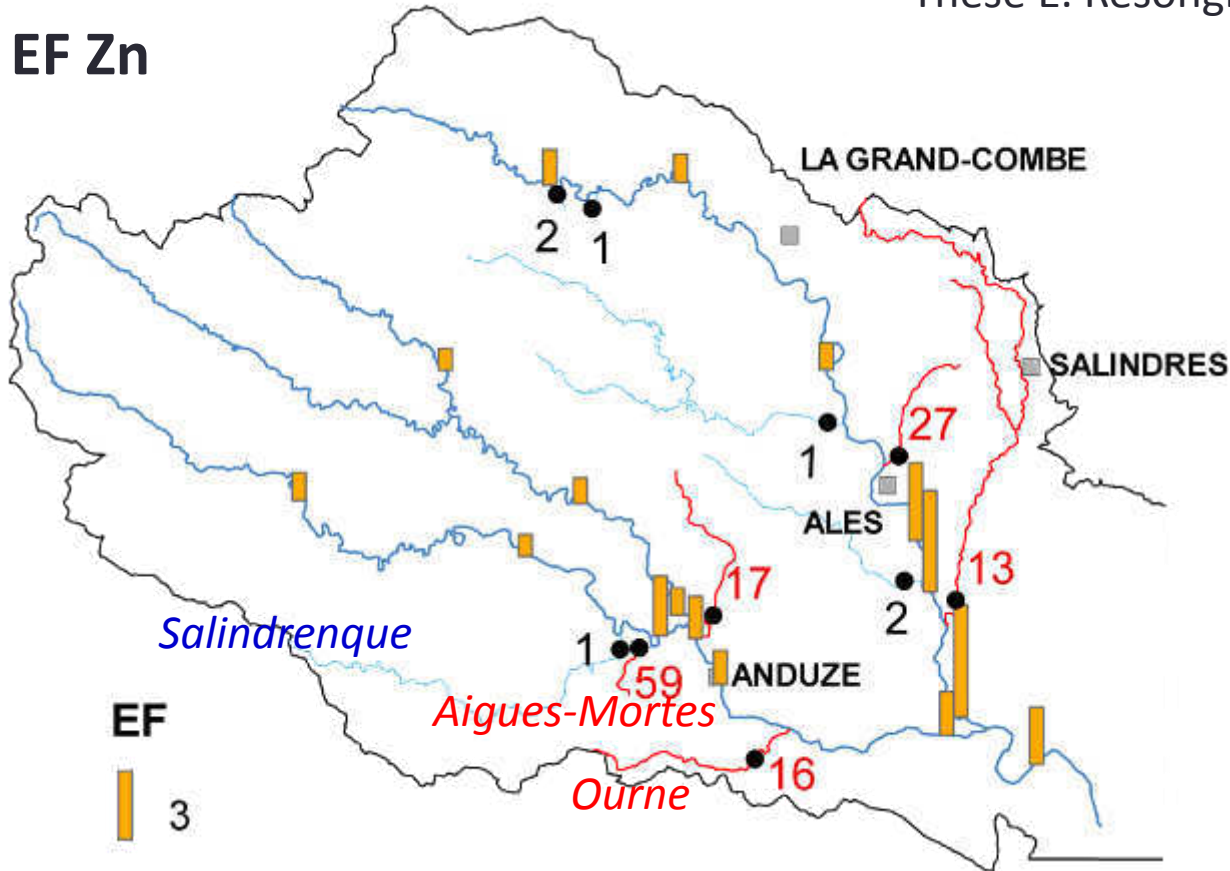 EF Zn
LA GRAND-COMBE
2
1
SALINDRES
27
1
ALES
17
13
2
Salindrenque
1
59
ANDUZE
Aigues-Mortes
EF
16
Ourne
3